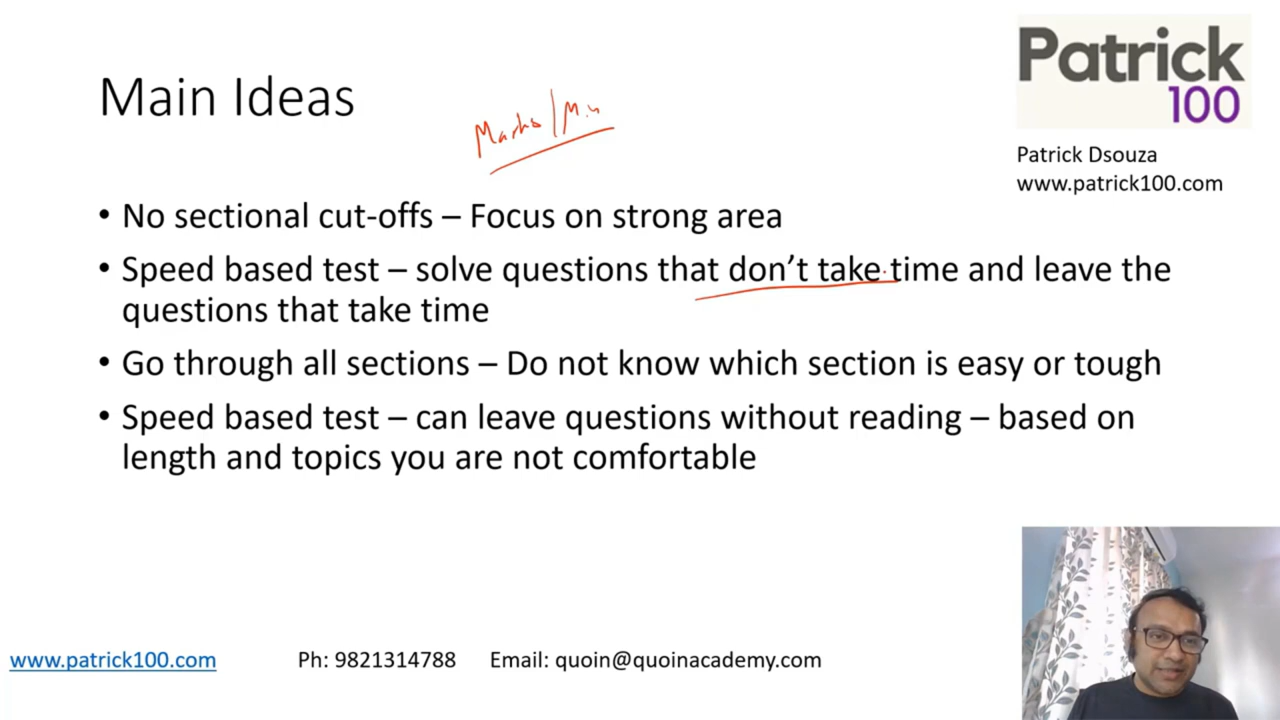 Patrick
100
Main Ideas
Marks/Min
Patrick Dsouza
www.patrick100.com
• No sectional cut-offs – Focus on strong area
• Speed based test – solve questions that don’t take time and leave the
questions that take time
• Go through all sections – Do not know which section is easy or tough
• Speed based test – can leave questions without reading – based on
length and topics you are not comfortable
www.patrick100.com Ph: 9821314788 Email: quoin@quoinacademy.com